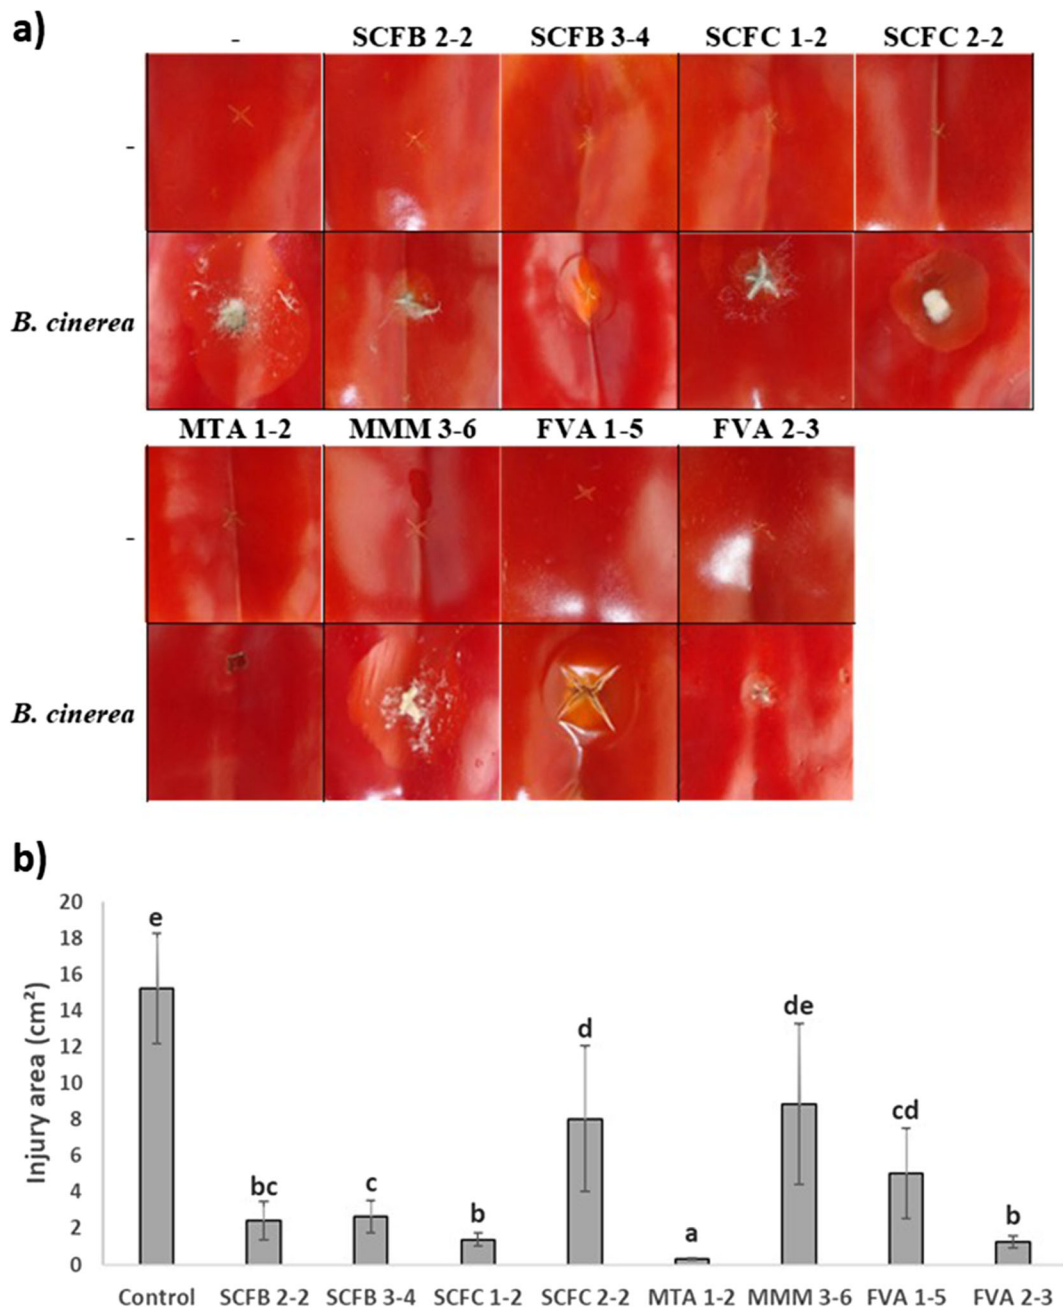 a)
- SCFB 2-2 SCFB 3-4 SCFC 1-2 SCFC 2-2
-
B. cinerea
MTA 1-2 MMM 3-6 FVA 1-5 FVA 2-3
-
B. cinerea
b)
Injury area (cm²)
20
18
16
14
12
10
8
6
4
2
0
e
bc
c
b
d
a
de
cd
b
Control SCFB 2-2 SCFB 3-4 SCFC 1-2 SCFC 2-2 MTA 1-2 MMM 3-6 FVA 1-5 FVA 2-3